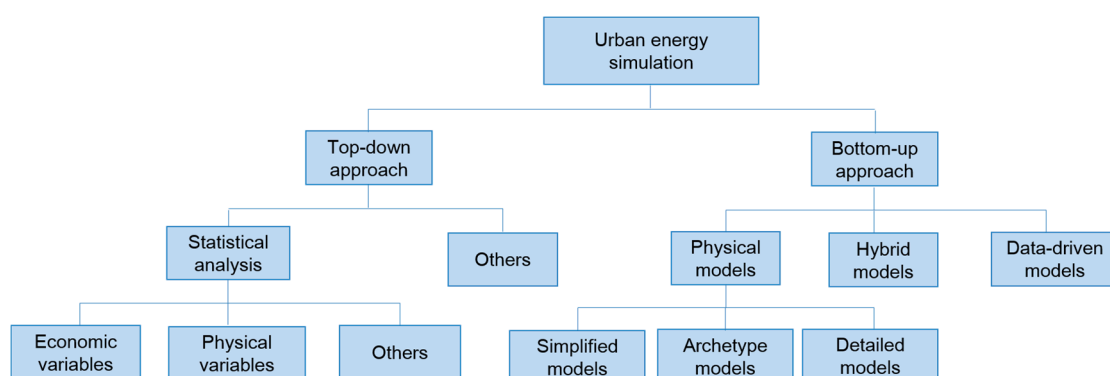 Urban energy
simulation
Top-down
approach
Bottom-up
approach
Statistical
analysis
Others
Physical
models
Hybrid
models
Data-driven
models
Economic
variables
Physical
variables
Others
Simplified
models
Archetype
models
Detailed
models